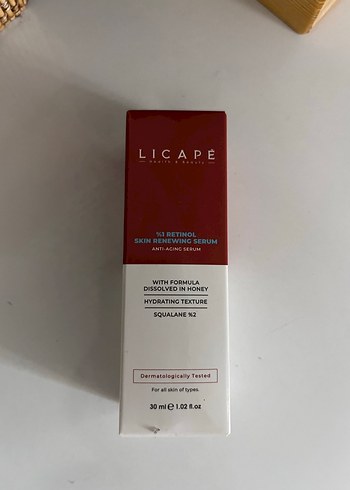 LICAPÉ
Health & Beauty
%1 RETINOL
SKIN RENEWING SERUM
ANTI-AGING SERUM
WITH FORMULA
DISSOLVED IN HONEY
HYDRATING TEXTURE
SQUALANE %2
Dermatologically Tested
For all skin of types.
30 ml ℮ 1.02 fl.oz